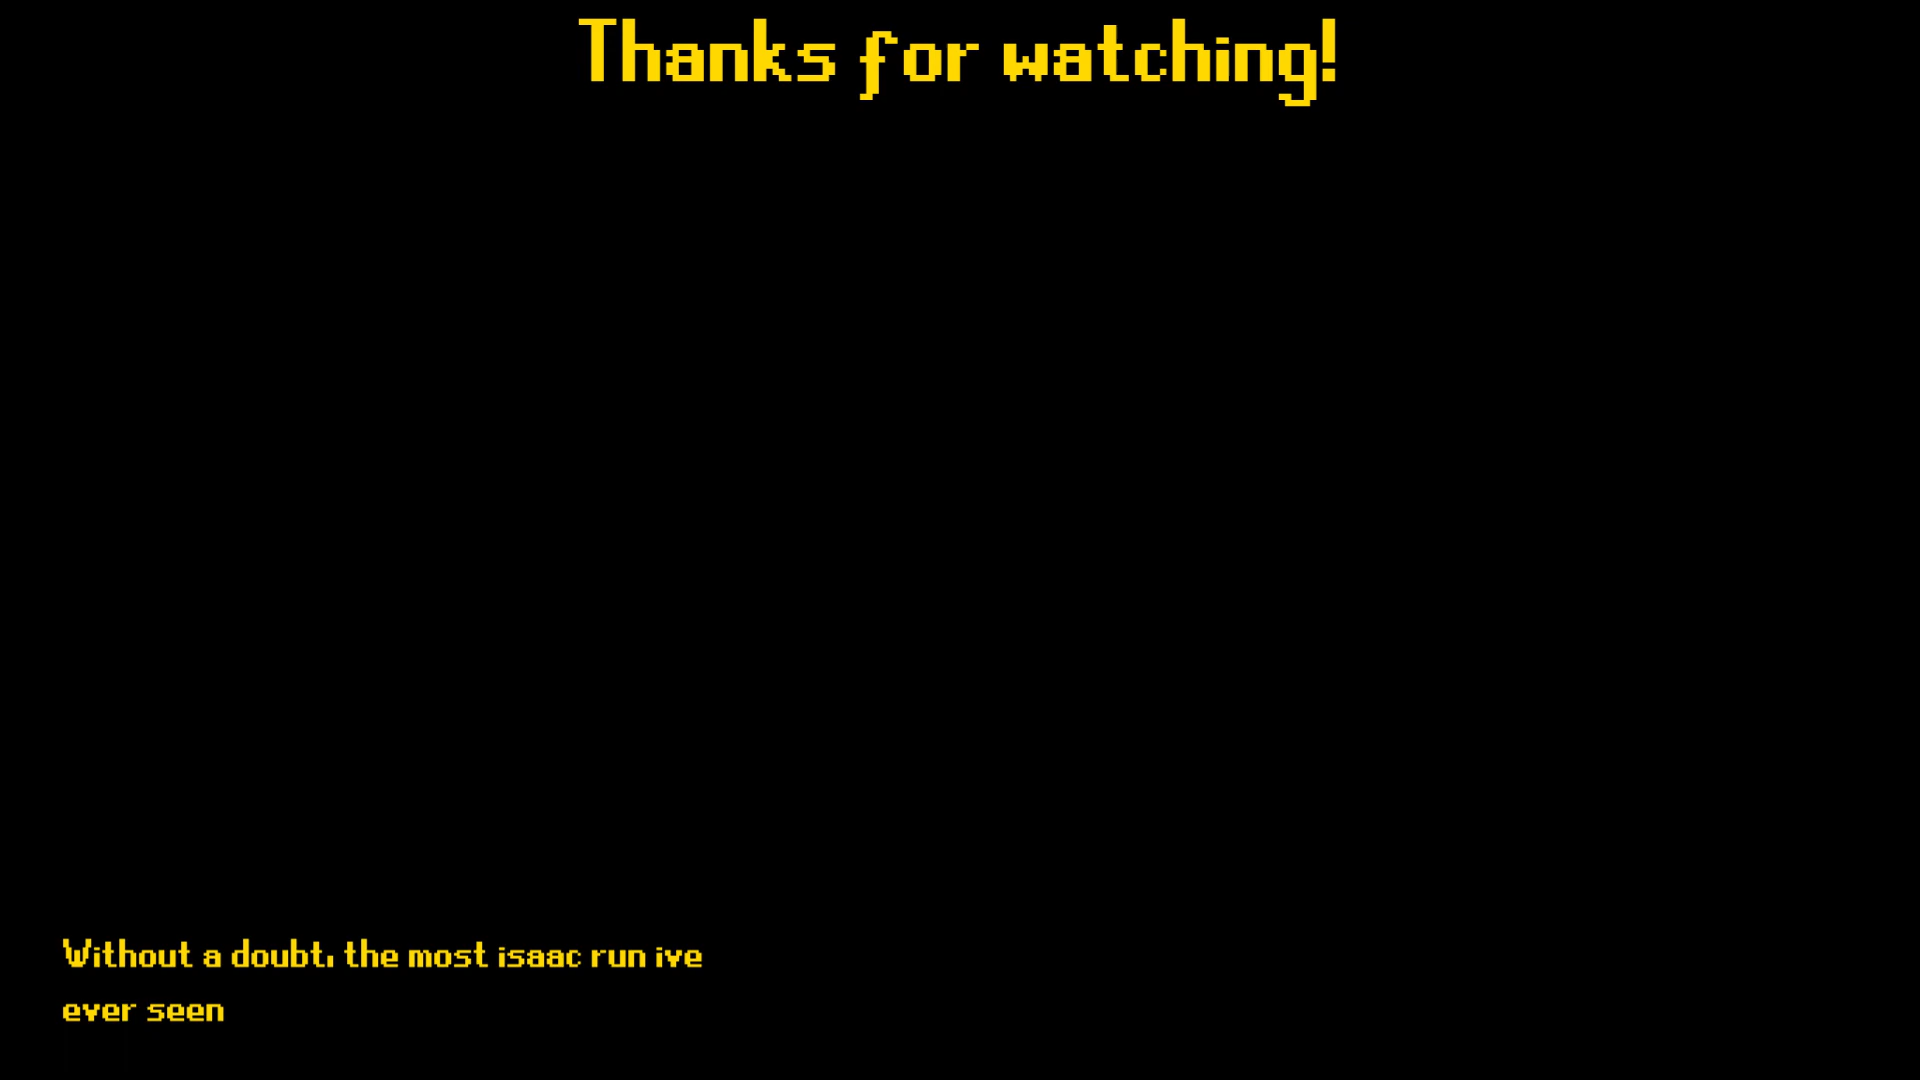 Thanks for watching!
Without a doubt, the most isaac run ive
ever seen